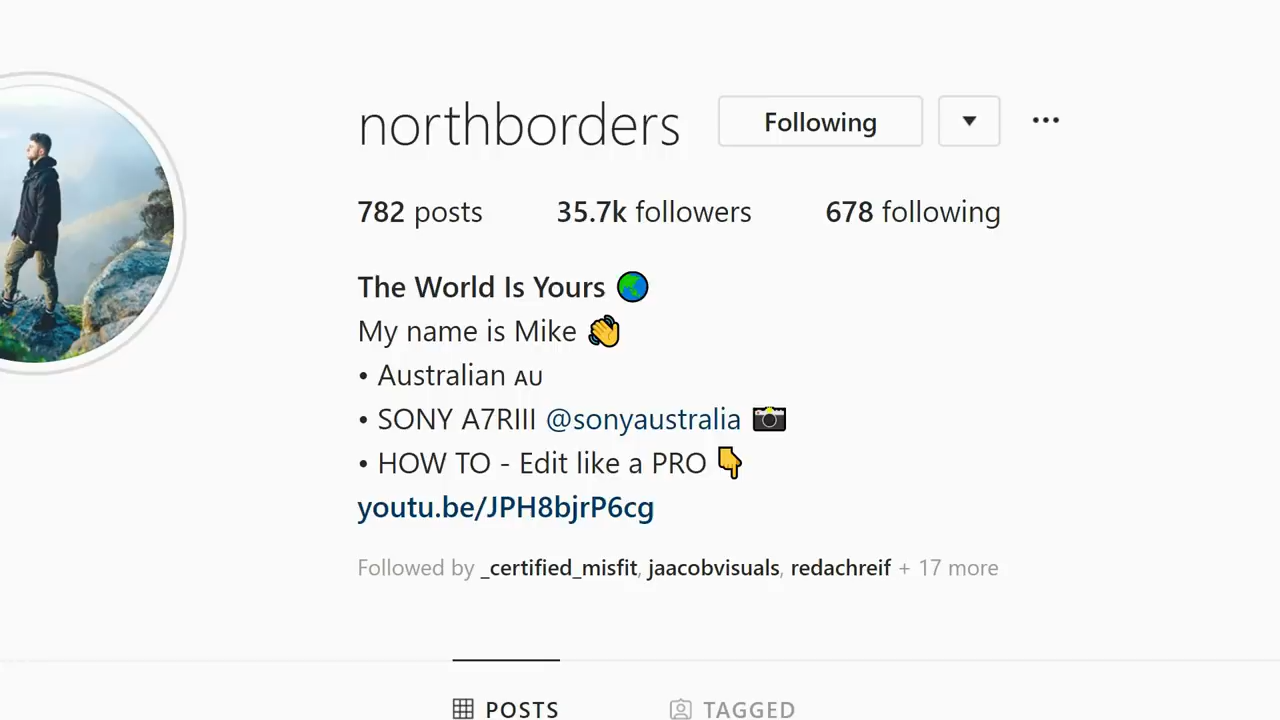 northborders Following
782 posts 35.7k followers 678 following
The World Is Yours 🌏
My name is Mike 👋
• Australian AU
• SONY A7RIII @sonyaustralia 📷
• HOW TO - Edit like a PRO 👇
youtu.be/JPH8bjrP6cg
Followed by _certified_misfit, jaacobvisuals, redachreif + 17 more
POSTS TAGGED